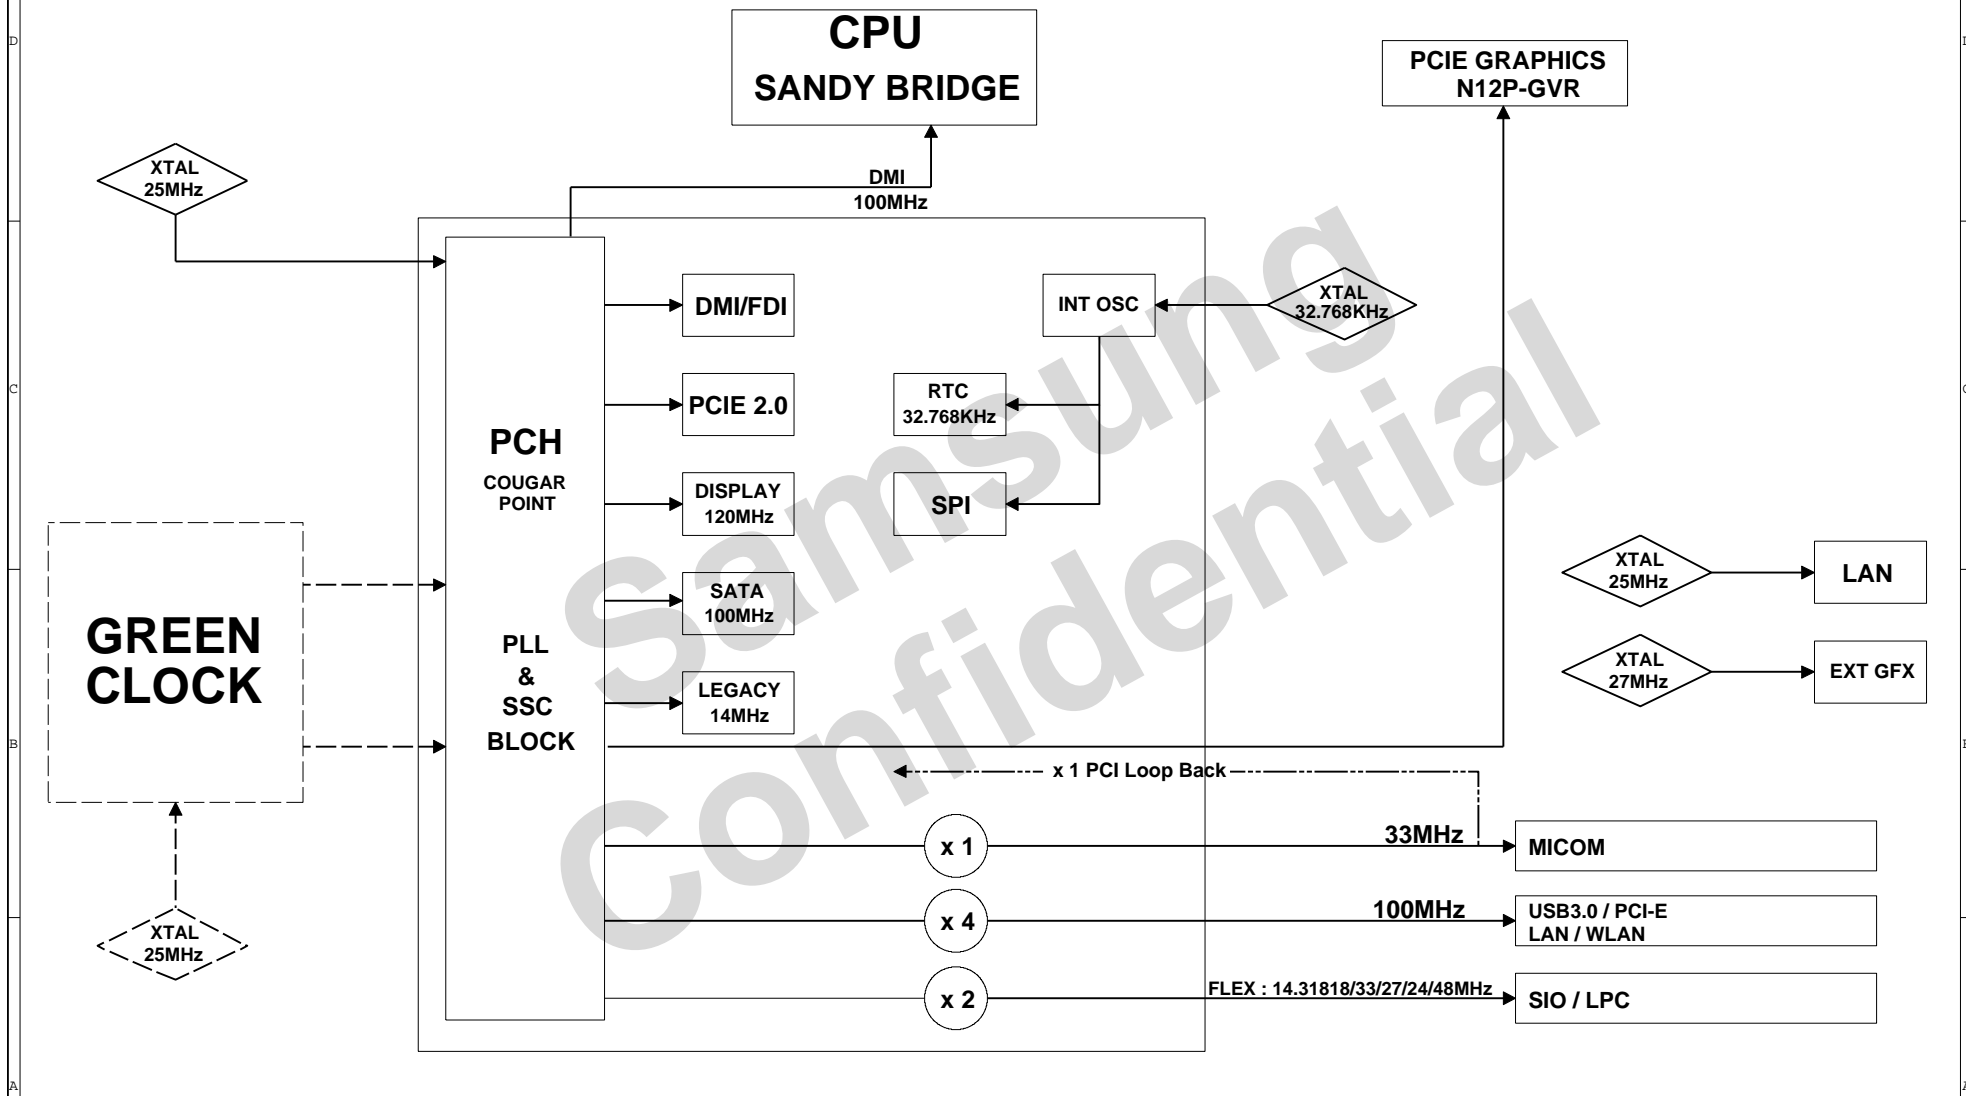 D
CPU
SANDY BRIDGE
PCIE GRAPHICS
N12P-GVR
XTAL
25MHz
DMI
100MHz
DMI/FDI
INT OSC
XTAL
32.768KHz
C
PCIE 2.0
RTC
32.768KHz
PCH
COUGAR
POINT
DISPLAY
120MHz
SPI
XTAL
25MHz
LAN
SATA
100MHz
GREEN
CLOCK
PLL
&
SSC
BLOCK
XTAL
27MHz
EXT GFX
LEGACY
14MHz
B
x 1 PCI Loop Back
x 1
33MHz
MICOM
x 4
100MHz
USB3.0 / PCI-E
LAN / WLAN
XTAL
25MHz
x 2
FLEX : 14.31818/33/27/24/48MHz
SIO / LPC
A
Samsung
Confidential